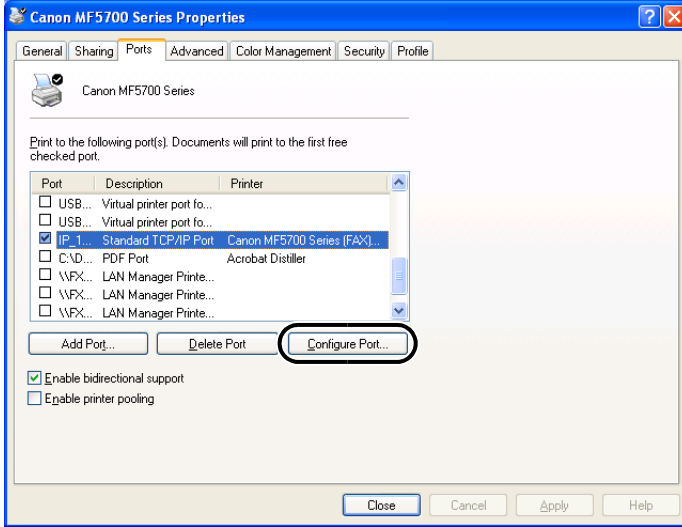 Canon MF5700 Series Properties
General Sharing Ports Advanced Color Management Security Profile
Canon MF5700 Series
Print to the following port(s). Documents will print to the first free
checked port.
Port Description Printer
USB... Virtual printer port fo...
USB... Virtual printer port fo...
IP_1... Standard TCP/IP Port Canon MF5700 Series (FAX)...
C:\D... PDF Port Acrobat Distiller
\\FX... LAN Manager Printe...
\\FX... LAN Manager Printe...
\\FX... LAN Manager Printe...
Add Port... Delete Port Configure Port...
Enable bidirectional support
Enable printer pooling
Close Cancel Apply Help